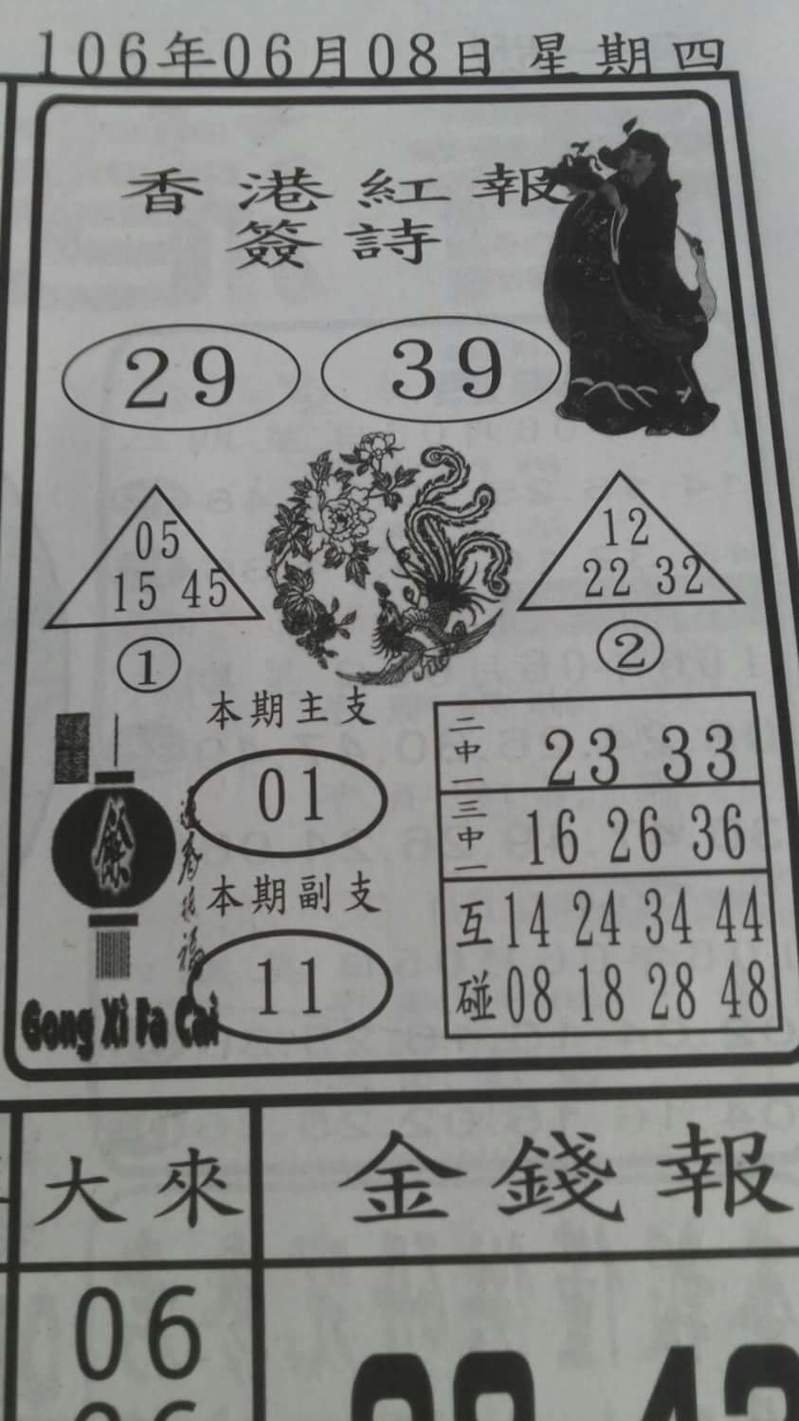 106年06月08日 星期四
香港紅報
簽詩
29 39
05
15 45
①
12
22 32
②
本期主支
01
本期副支
11
Gong Xi Fa Cai
二中一 23 33
三中一 16 26 36
互碰
14 24 34 44
08 18 28 48
大來
金錢報
06